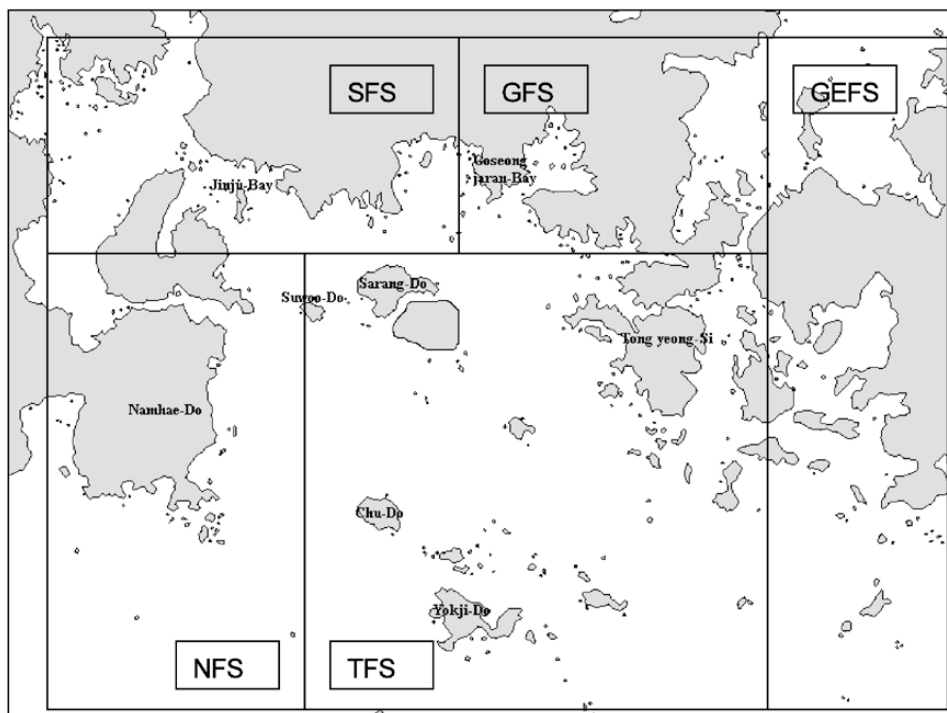 SFS
GFS
GEFS
Goseong
jaran-Bay
Jinju-Bay
Sarang-Do
Suwoo-Do
Tong yeong-Si
Namhae-Do
Chu-Do
Yokji-Do
NFS
TFS